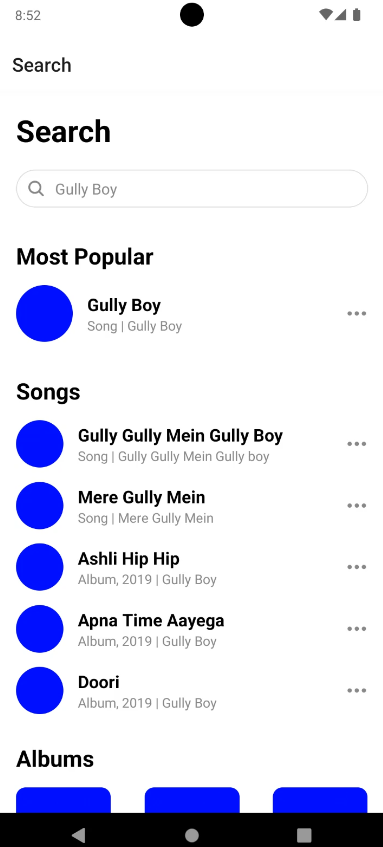 8:52
Search
Search
Gully Boy
Most Popular
Gully Boy
Song | Gully Boy
Songs
Gully Gully Mein Gully Boy
Song | Gully Gully Mein Gully boy
Mere Gully Mein
Song | Mere Gully Mein
Ashli Hip Hip
Album, 2019 | Gully Boy
Apna Time Aayega
Album, 2019 | Gully Boy
Doori
Album, 2019 | Gully Boy
Albums